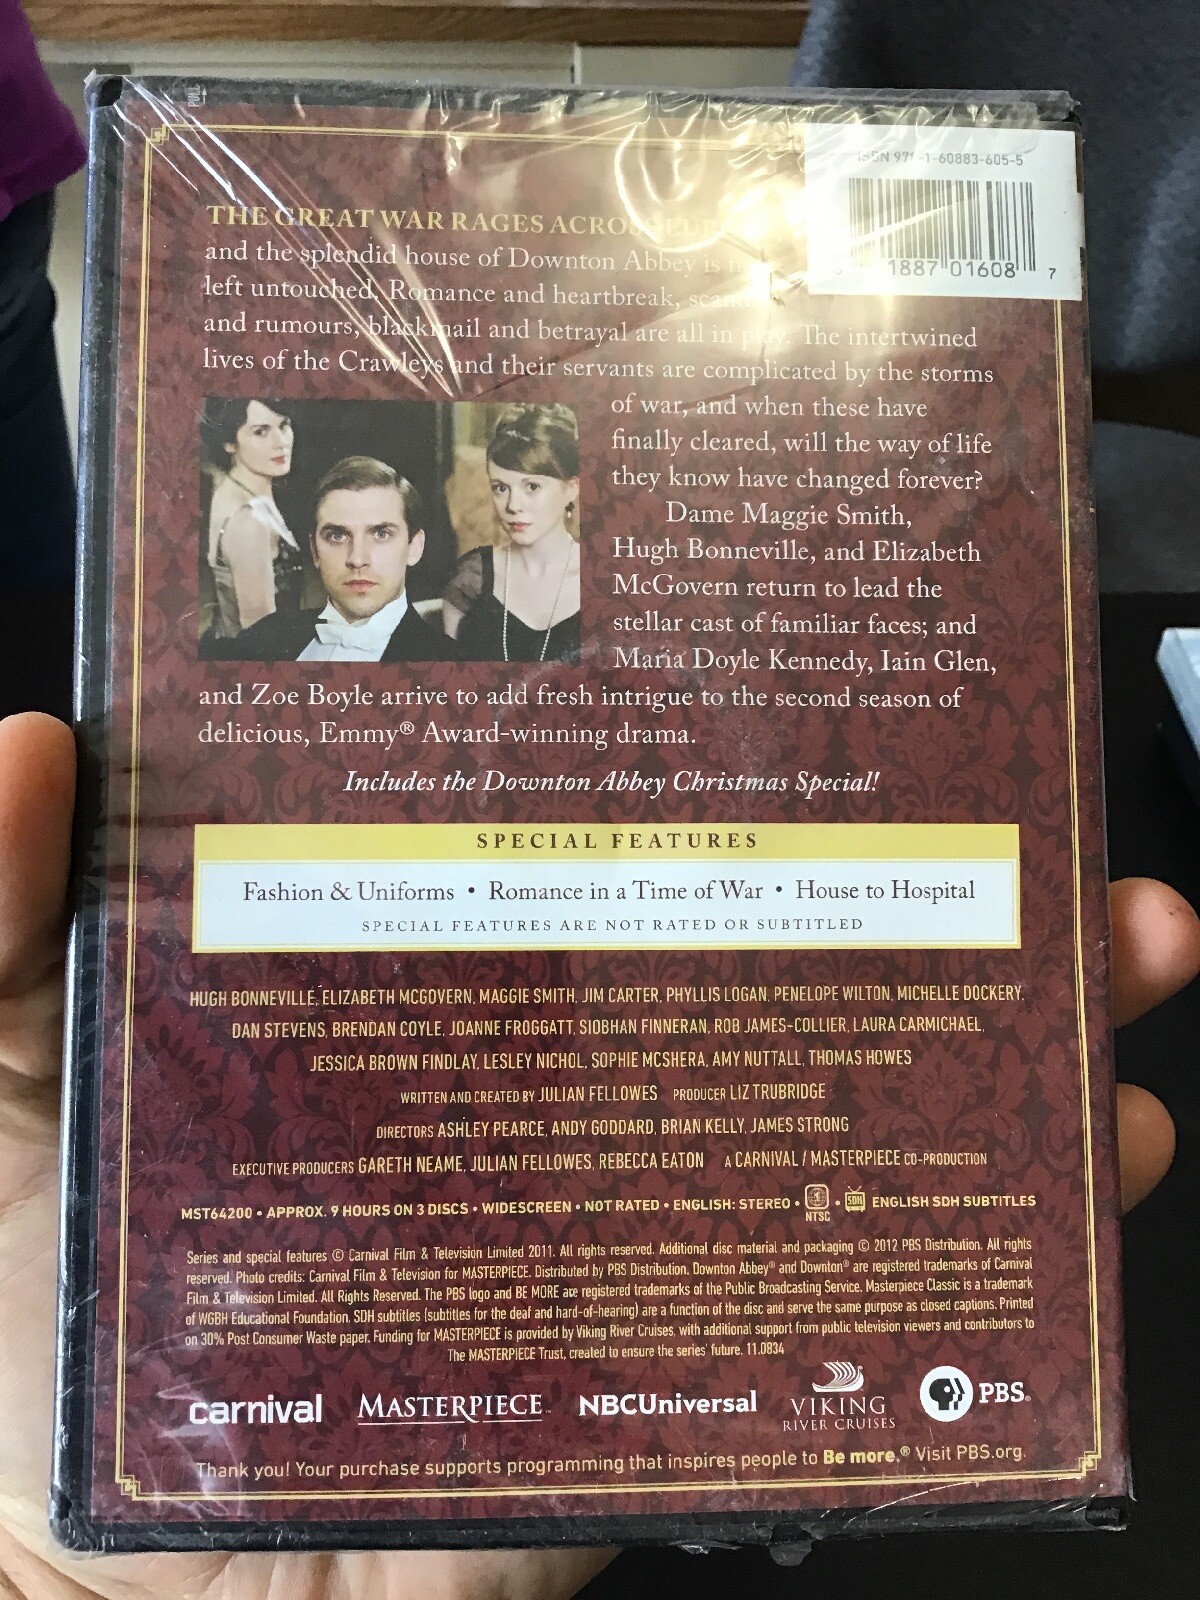 PULL
ISBN 978-1-60883-605-5
1887 01608 7
THE GREAT WAR RAGES ACROSS EUR
and the splendid house of Downton Abbey is
left untouched. Romance and heartbreak,
and rumours, blackmail and betrayal are all in play. The intertwined
lives of the Crawleys and their servants are complicated by the storms
of war, and when these have
finally cleared, will the way of life
they know have changed forever?
Dame Maggie Smith,
Hugh Bonneville, and Elizabeth
McGovern return to lead the
stellar cast of familiar faces; and
Maria Doyle Kennedy, Iain Glen,
and Zoe Boyle arrive to add fresh intrigue to the second season of
delicious, Emmy® Award-winning drama.
Includes the Downton Abbey Christmas Special!
SPECIAL FEATURES
Fashion & Uniforms • Romance in a Time of War • House to Hospital
SPECIAL FEATURES ARE NOT RATED OR SUBTITLED
HUGH BONNEVILLE, ELIZABETH MCGOVERN, MAGGIE SMITH, JIM CARTER, PHYLLIS LOGAN, PENELOPE WILTON, MICHELLE DOCKERY,
DAN STEVENS, BRENDAN COYLE, JOANNE FROGGATT, SIOBHAN FINNERAN, ROB JAMES-COLLIER, LAURA CARMICHAEL,
JESSICA BROWN FINDLAY, LESLEY NICHOL, SOPHIE MCSHERA, AMY NUTTALL, THOMAS HOWES
WRITTEN AND CREATED BY JULIAN FELLOWES PRODUCER LIZ TRUBRIDGE
DIRECTORS ASHLEY PEARCE, ANDY GODDARD, BRIAN KELLY, JAMES STRONG
EXECUTIVE PRODUCERS GARETH NEAME, JULIAN FELLOWES, REBECCA EATON A CARNIVAL / MASTERPIECE CO-PRODUCTION
MST64200 • APPROX. 9 HOURS ON 3 DISCS • WIDESCREEN • NOT RATED • ENGLISH: STEREO • 1 NTSC • SDH ENGLISH SDH SUBTITLES
Series and special features © Carnival Film & Television Limited 2011. All rights reserved. Additional disc material and packaging © 2012 PBS Distribution. All rights
reserved. Photo credits: Carnival Film & Television for MASTERPIECE. Distributed by PBS Distribution. Downton Abbey® and Downton® are registered trademarks of Carnival
Film & Television Limited. All Rights Reserved. The PBS logo and BE MORE are registered trademarks of the Public Broadcasting Service. Masterpiece Classic is a trademark
of WGBH Educational Foundation. SDH subtitles (subtitles for the deaf and hard-of-hearing) are a function of the disc and serve the same purpose as closed captions. Printed
on 30% Post Consumer Waste paper. Funding for MASTERPIECE is provided by Viking River Cruises, with additional support from public television viewers and contributors to
The MASTERPIECE Trust, created to ensure the series' future. 11.0834
carnival MASTERPIECE™ NBCUniversal VIKING RIVER CRUISES PBS®
Thank you! Your purchase supports programming that inspires people to Be more.® Visit PBS.org.